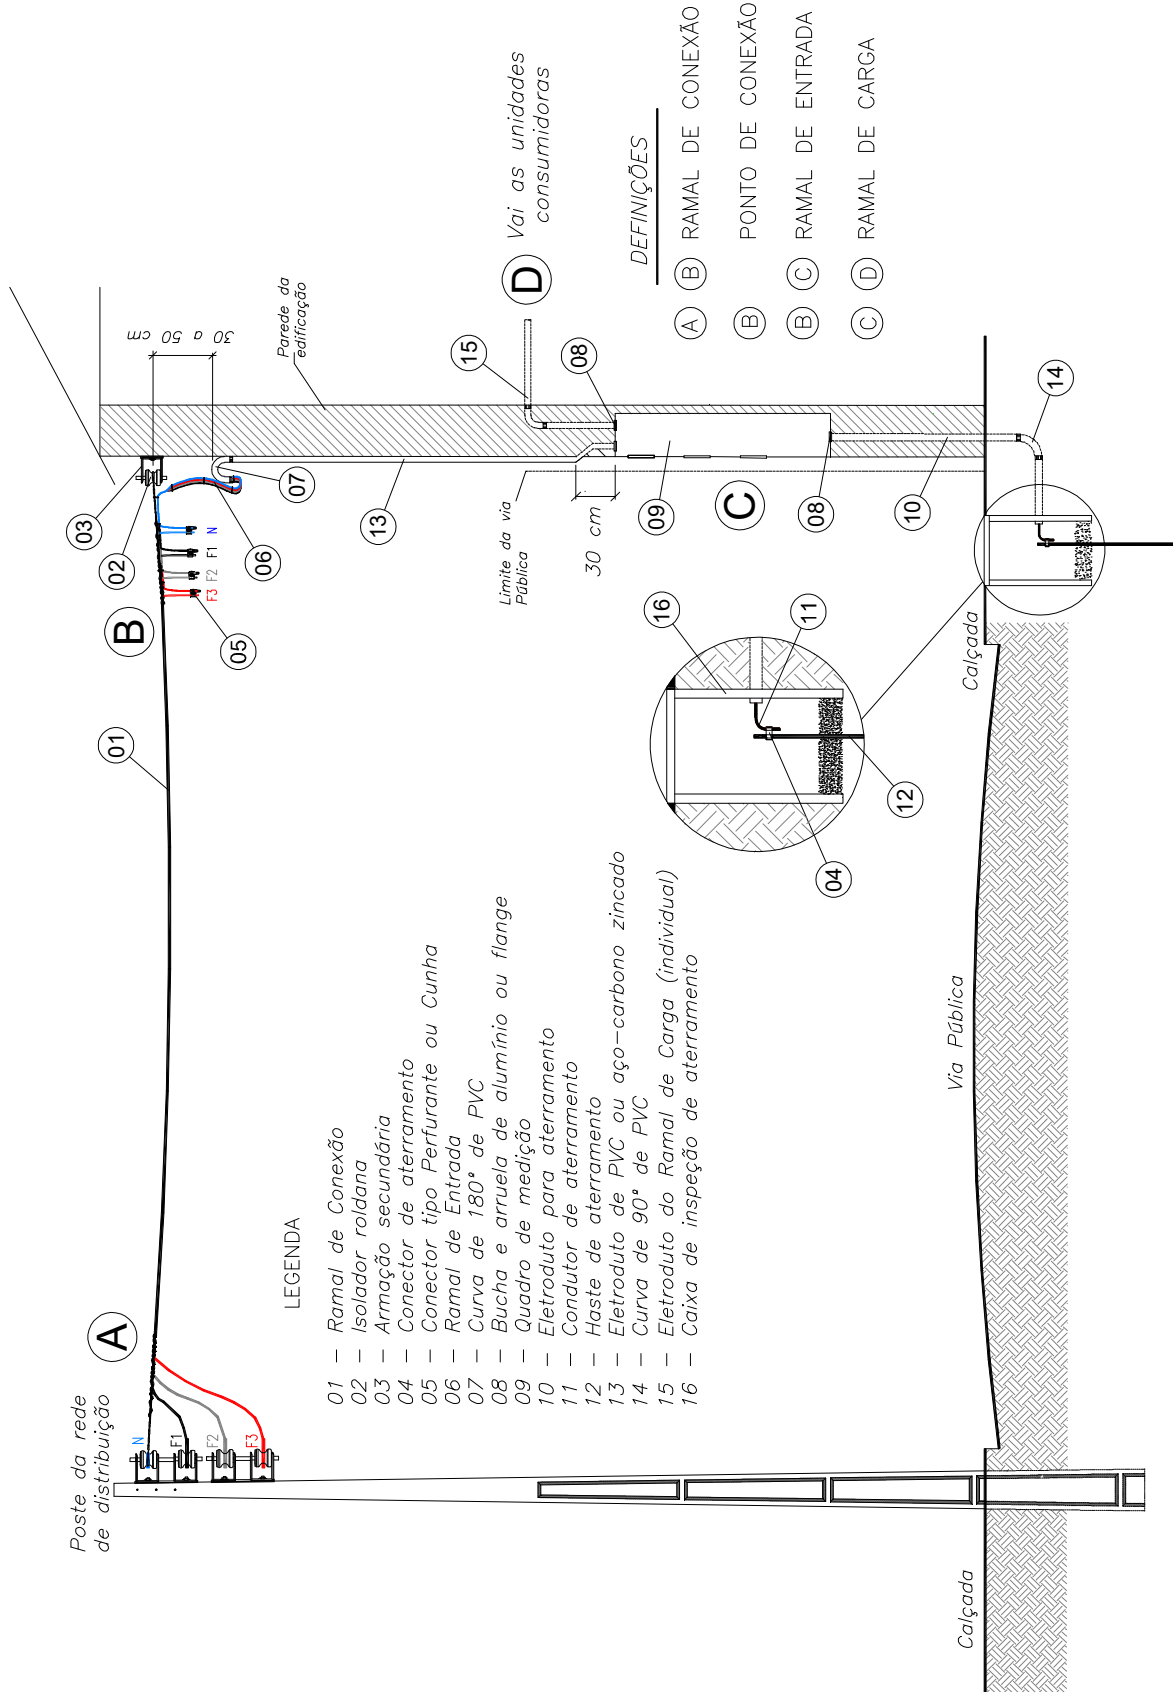 Poste da rede
de distribuição
A
N
F1
F2
F3
01
B
02
03
05
06
07
F3
F2
F1
N
30 a 50 cm
Parede da
edificação
13
15
08
D
Vai as unidades
consumidoras
Limite da via
Pública
30 cm
09
C
08
10
14
16
11
04
12
Calçada
Via Pública
Calçada
LEGENDA
01 – Ramal de Conexão
02 – Isolador roldana
03 – Armação secundária
04 – Conector de aterramento
05 – Conector tipo Perfurante ou Cunha
06 – Ramal de Entrada
07 – Curva de 180° de PVC
08 – Bucha e arruela de alumínio ou flange
09 – Quadro de medição
10 – Eletroduto para aterramento
11 – Condutor de aterramento
12 – Haste de aterramento
13 – Eletroduto de PVC ou aço-carbono zincado
14 – Curva de 90° de PVC
15 – Eletroduto do Ramal de Carga (individual)
16 – Caixa de inspeção de aterramento
DEFINIÇÕES
A B RAMAL DE CONEXÃO
B PONTO DE CONEXÃO
B C RAMAL DE ENTRADA
C D RAMAL DE CARGA